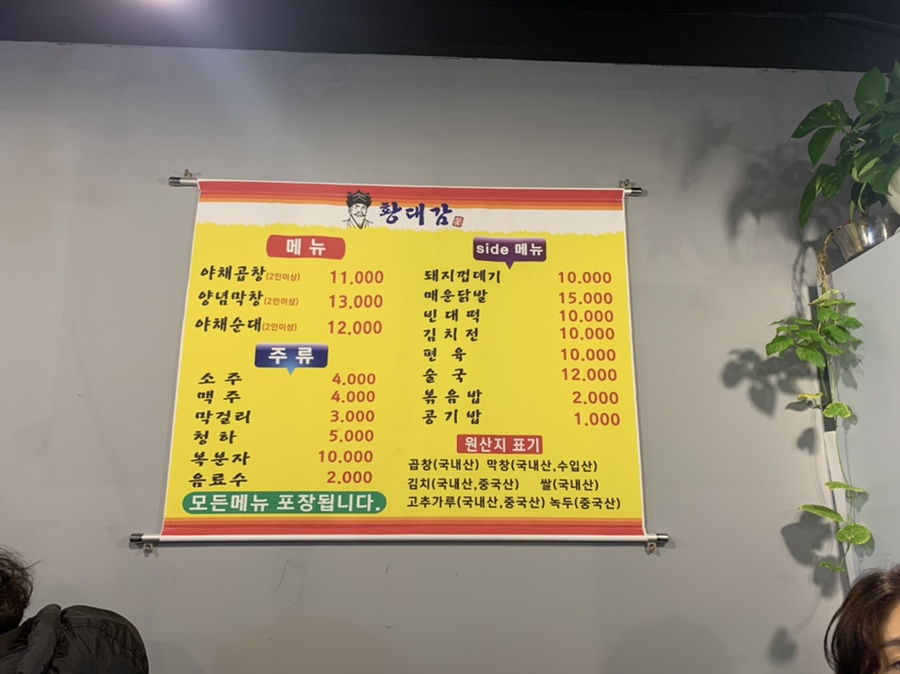 황대감
메뉴
야채곱창(2인이상) 11.000
양념막창(2인이상) 13.000
야채순대(2인이상) 12.000
주류
소주 4.000
맥주 4.000
막걸리 3.000
청하 5.000
복분자 10.000
음료수 2.000
모든메뉴 포장됩니다.
side 메뉴
돼지껍데기 10.000
매운닭발 15.000
빈대떡 10.000
김치전 10.000
편육 10.000
술국 12.000
볶음밥 2.000
공기밥 1.000
원산지 표기
곱창(국내산) 막창(국내산,수입산)
김치(국내산,중국산) 쌀(국내산)
고추가루(국내산,중국산) 녹두(중국산)